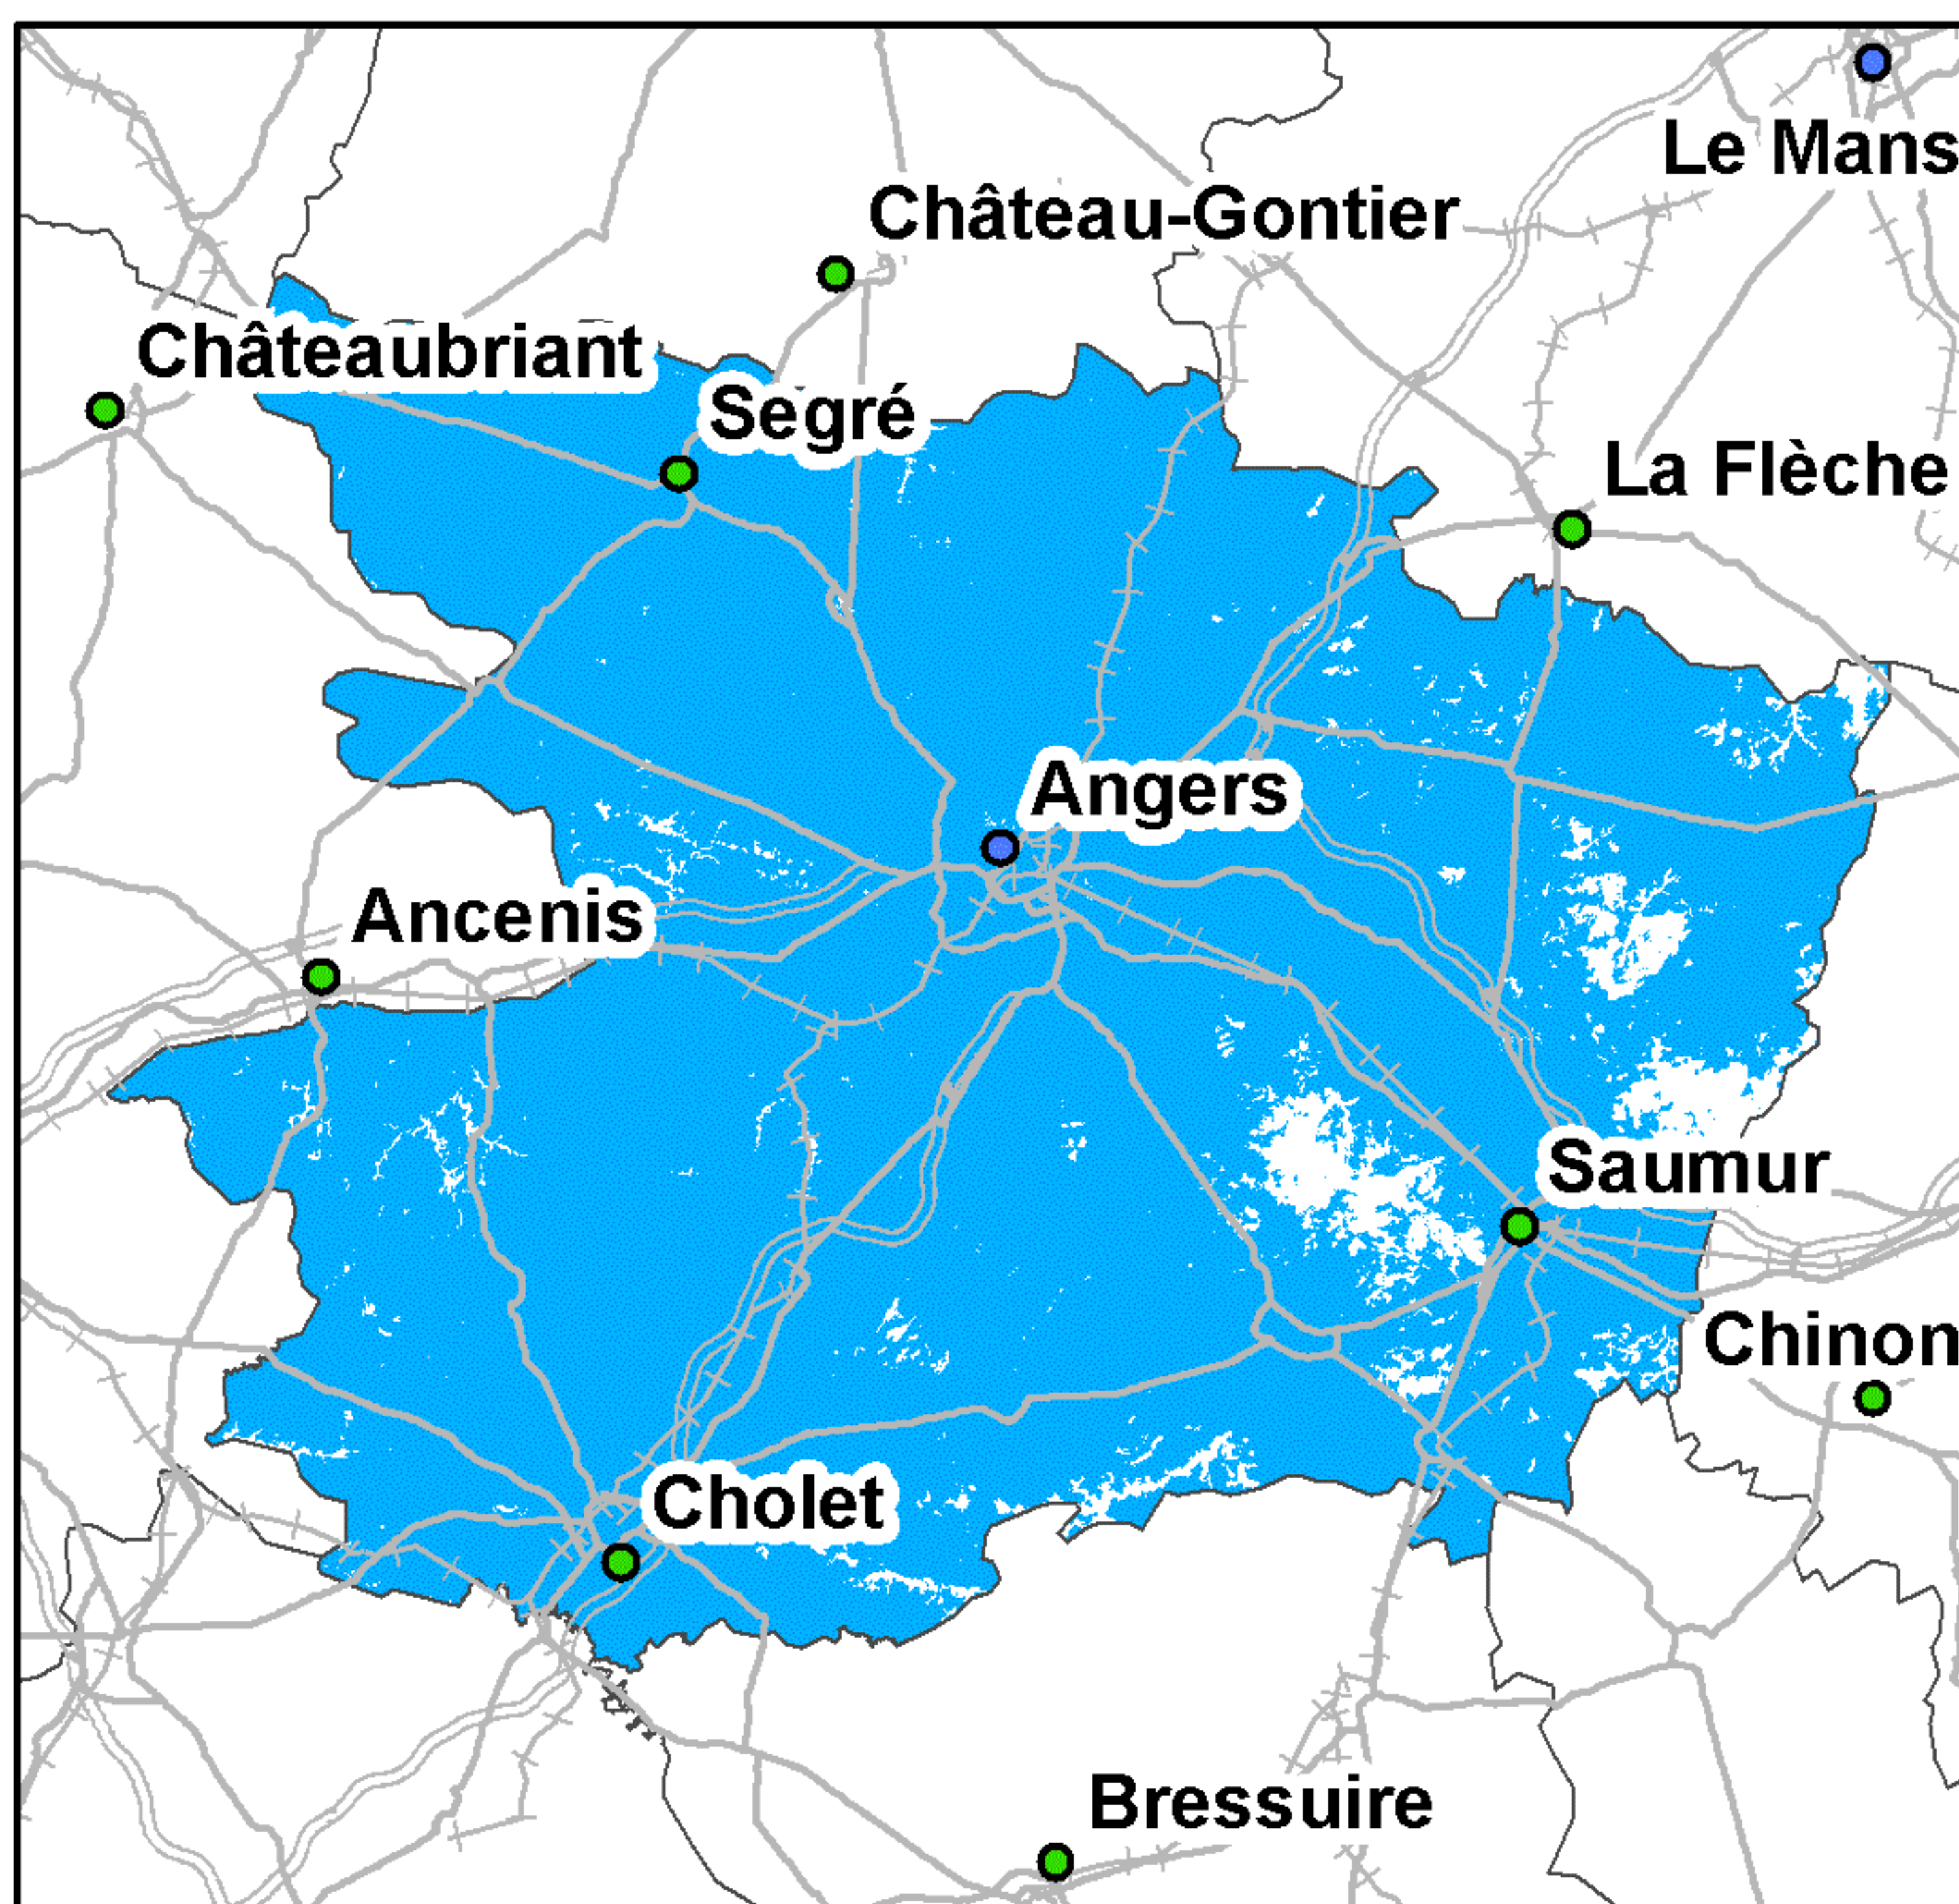 Le Mans
Château-Gontier
Châteaubriant
Segré
La Flèche
Angers
Ancenis
Saumur
Chinon
Cholet
Bressuire